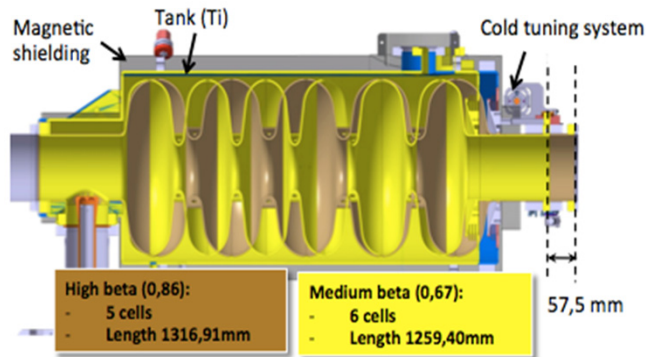 Magnetic
shielding
Tank (Ti)
Cold tuning system
High beta (0,86):
- 5 cells
- Length 1316,91mm
Medium beta (0,67):
- 6 cells
- Length 1259,40mm
57,5 mm